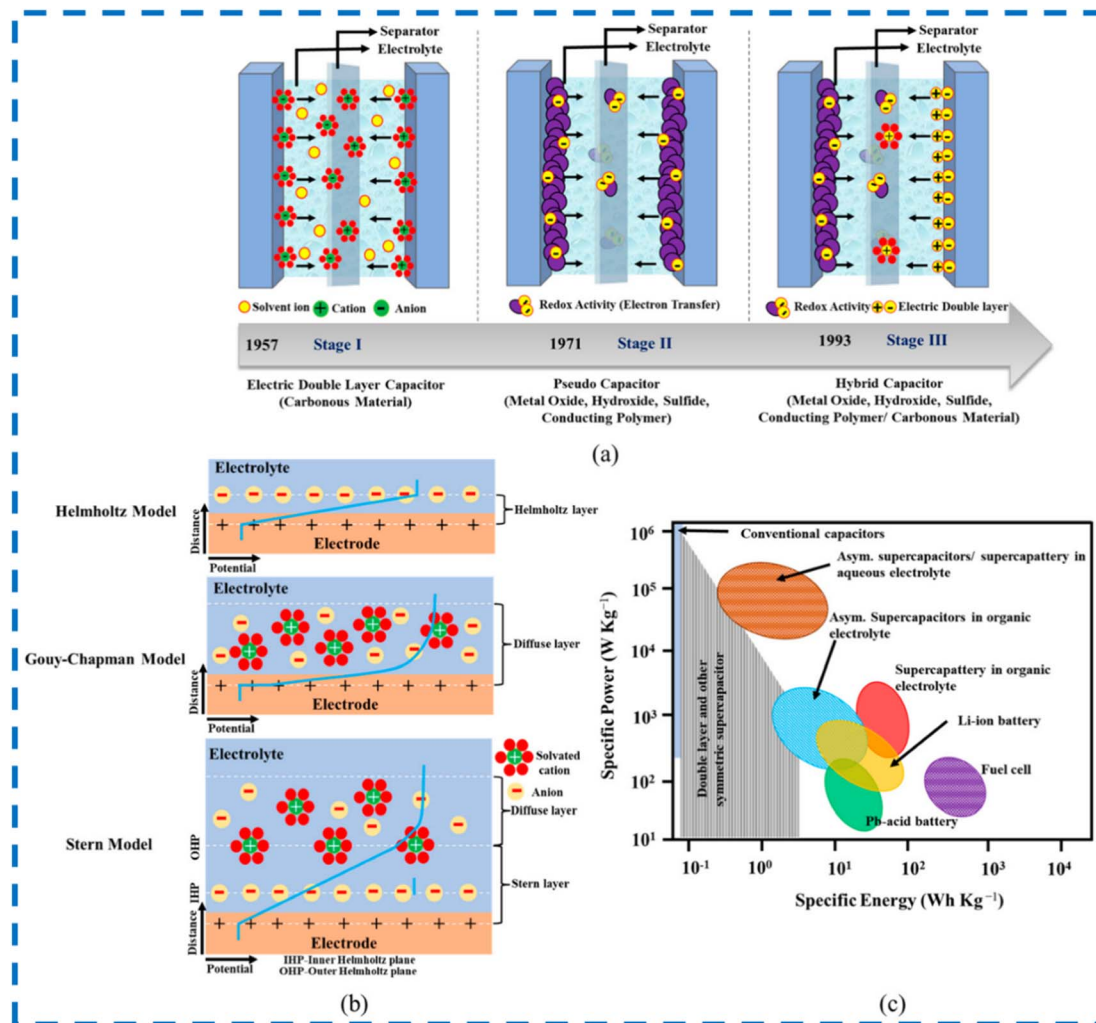 Separator
Electrolyte
Separator
Electrolyte
Separator
Electrolyte
Solvent ion
Cation
Anion
Redox Activity (Electron Transfer)
Redox Activity
Electric Double layer
1957 Stage I
1971 Stage II
1993 Stage III
Electric Double Layer Capacitor
(Carbonous Material)
Pseudo Capacitor
(Metal Oxide, Hydroxide, Sulfide,
Conducting Polymer)
Hybrid Capacitor
(Metal Oxide, Hydroxide, Sulfide,
Conducting Polymer/ Carbonous Material)
(a)
Helmholtz Model
Distance
Electrolyte
Helmholtz layer
Electrode
Potential
Gouy-Chapman Model
Distance
Electrolyte
Diffuse layer
Electrode
Potential
Stern Model
Electrolyte
Solvated
cation
Anion
Diffuse layer
OHP
IHP
Stern layer
Distance
Electrode
Potential
IHP-Inner Helmholtz plane
OHP-Outer Helmholtz plane
(b)
Specific Power (W Kg⁻¹)
10⁶
10⁵
10⁴
10³
10²
10¹
Conventional capacitors
Asym. supercapacitors/ supercapattery in
aqueous electrolyte
Asym. Supercapacitors in organic
electrolyte
Supercapattery in organic
electrolyte
Li-ion battery
Fuel cell
Pb-acid battery
Double layer and other
symmetric supercapacitor
10⁻¹ 10⁰ 10¹ 10² 10³ 10⁴
Specific Energy (Wh Kg⁻¹)
(c)